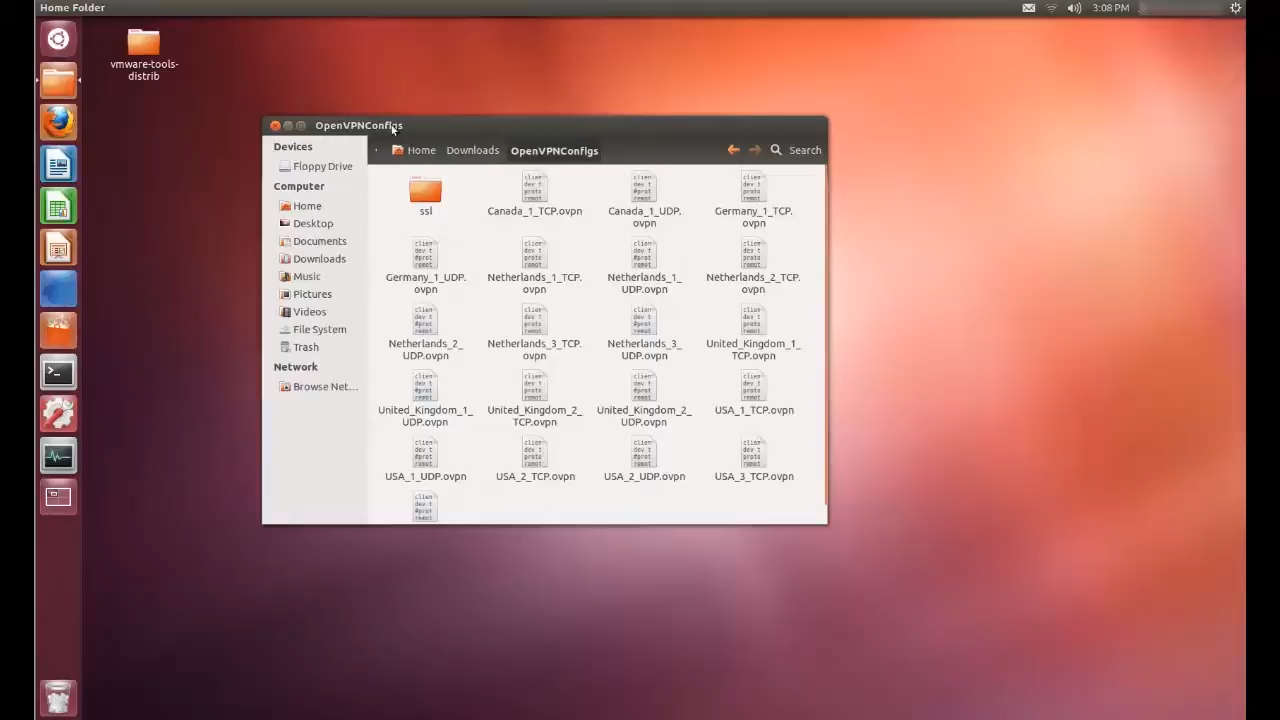 Home Folder
3:08 PM
vmware-tools-
distrib
OpenVPNConfigs
Devices
Floppy Drive
Computer
Home
Desktop
Documents
Downloads
Music
Pictures
Videos
File System
Trash
Network
Browse Net...
Home
Downloads
OpenVPNConfigs
Search
ssl
Canada_1_TCP.ovpn
Canada_1_UDP.
ovpn
Germany_1_TCP.
ovpn
Germany_1_UDP.
ovpn
Netherlands_1_TCP.
ovpn
Netherlands_1_
UDP.ovpn
Netherlands_2_TCP.
ovpn
Netherlands_2_
UDP.ovpn
Netherlands_3_TCP.
ovpn
Netherlands_3_
UDP.ovpn
United_Kingdom_1_
TCP.ovpn
United_Kingdom_1_
UDP.ovpn
United_Kingdom_2_
TCP.ovpn
United_Kingdom_2_
UDP.ovpn
USA_1_TCP.ovpn
USA_1_UDP.ovpn
USA_2_TCP.ovpn
USA_2_UDP.ovpn
USA_3_TCP.ovpn